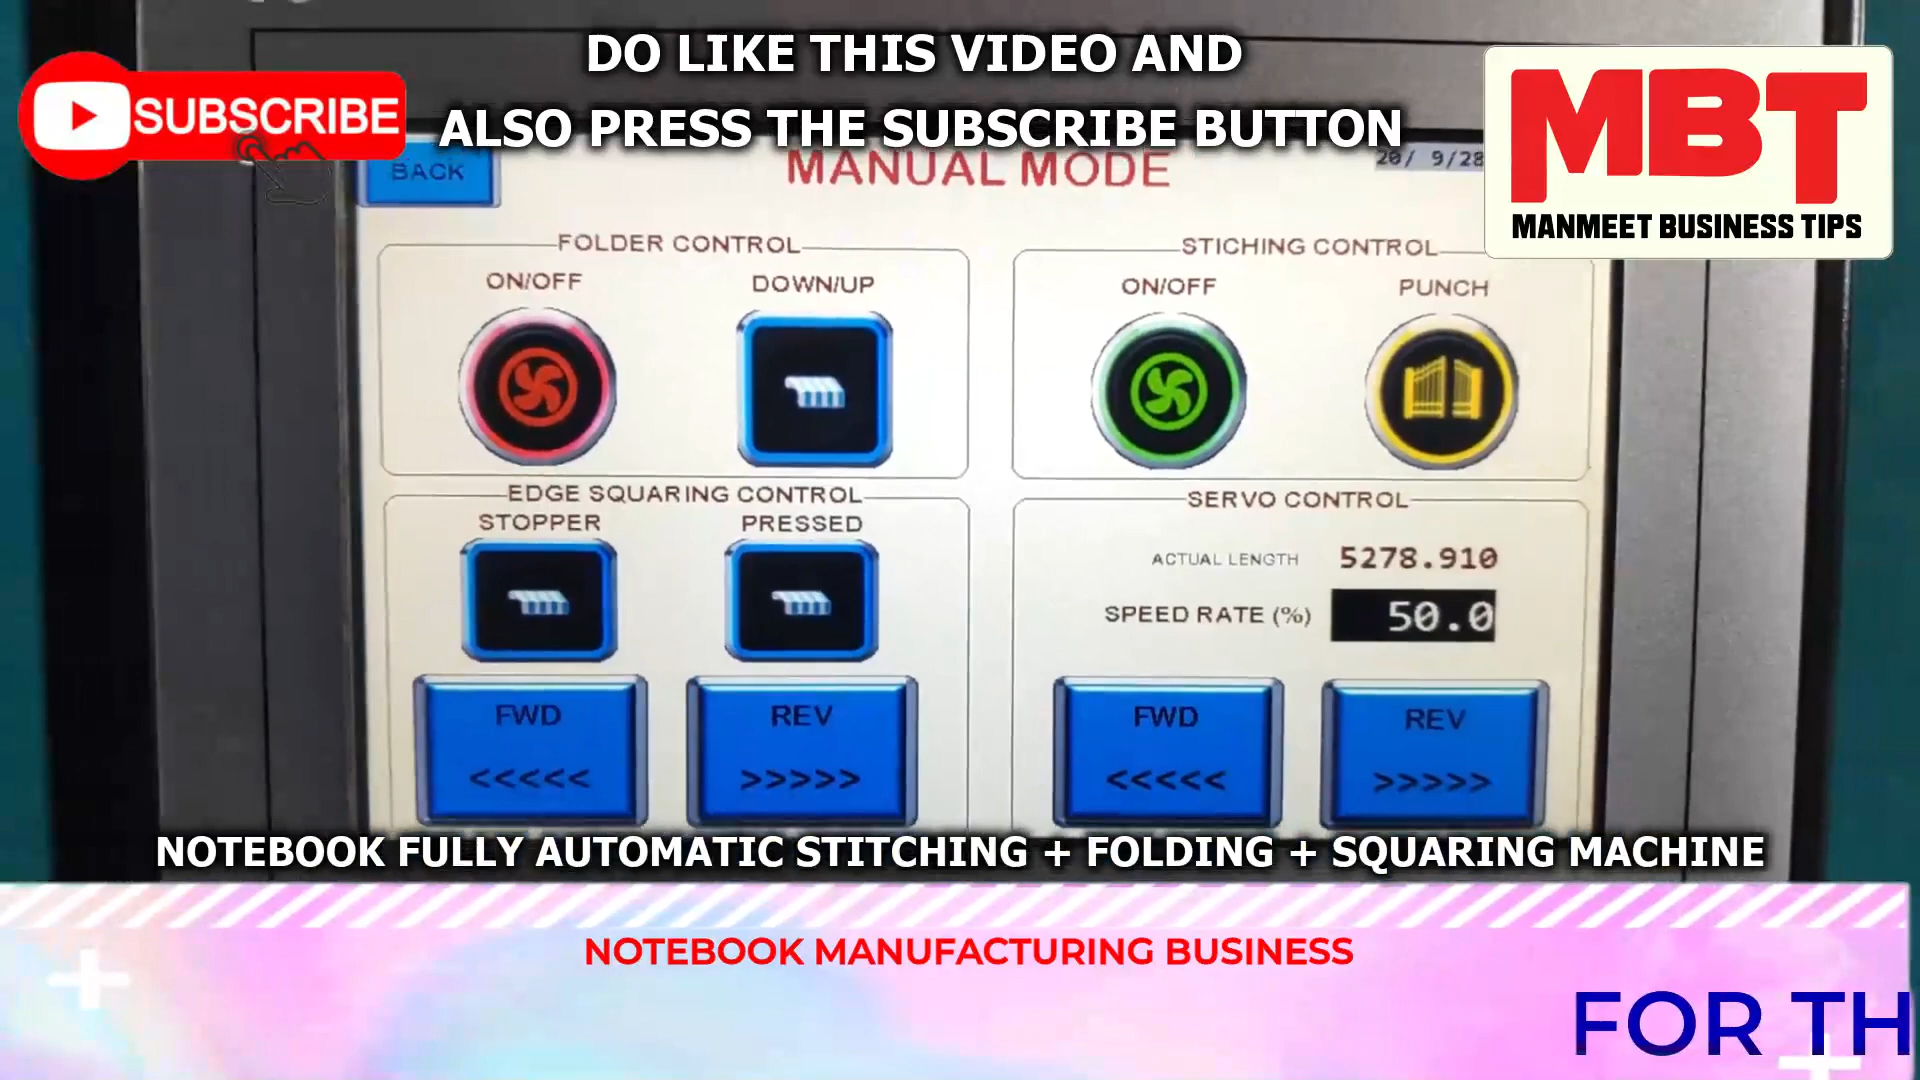 DO LIKE THIS VIDEO AND
SUBSCRIBE
ALSO PRESS THE SUBSCRIBE BUTTON
MBT
MANMEET BUSINESS TIPS
BACK
MANUAL MODE
20/ 9/28
FOLDER CONTROL
ON/OFF
DOWN/UP
STICHING CONTROL
ON/OFF
PUNCH
EDGE SQUARING CONTROL
STOPPER
PRESSED
FWD
<<<<<
REV
>>>>>
SERVO CONTROL
ACTUAL LENGTH 5278.910
SPEED RATE (%) 50.0
FWD
<<<<<
REV
>>>>>
NOTEBOOK FULLY AUTOMATIC STITCHING + FOLDING + SQUARING MACHINE
NOTEBOOK MANUFACTURING BUSINESS
FOR TH